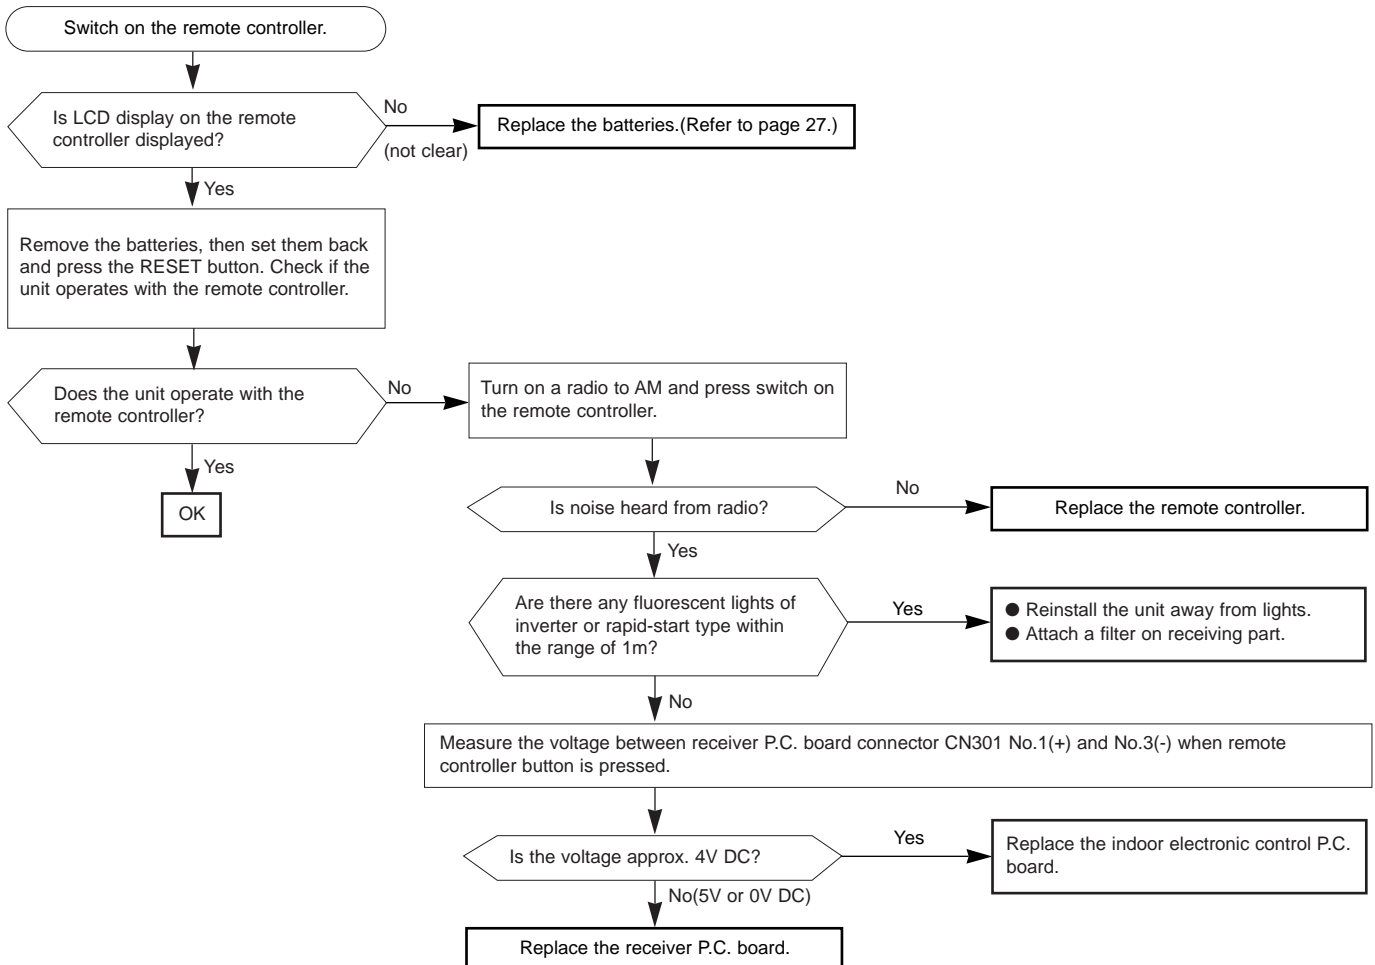 Switch on the remote controller.
Is LCD display on the remote
controller displayed?
No
(not clear)
Replace the batteries.(Refer to page 27.)
Yes
Remove the batteries, then set them back
and press the RESET button. Check if the
unit operates with the remote controller.
Does the unit operate with the
remote controller?
No
Turn on a radio to AM and press switch on
the remote controller.
Yes
OK
Is noise heard from radio?
No
Replace the remote controller.
Yes
Are there any fluorescent lights of
inverter or rapid-start type within
the range of 1m?
Yes
● Reinstall the unit away from lights.
● Attach a filter on receiving part.
No
Measure the voltage between receiver P.C. board connector CN301 No.1(+) and No.3(-) when remote
controller button is pressed.
Is the voltage approx. 4V DC?
Yes
Replace the indoor electronic control P.C.
board.
No(5V or 0V DC)
Replace the receiver P.C. board.